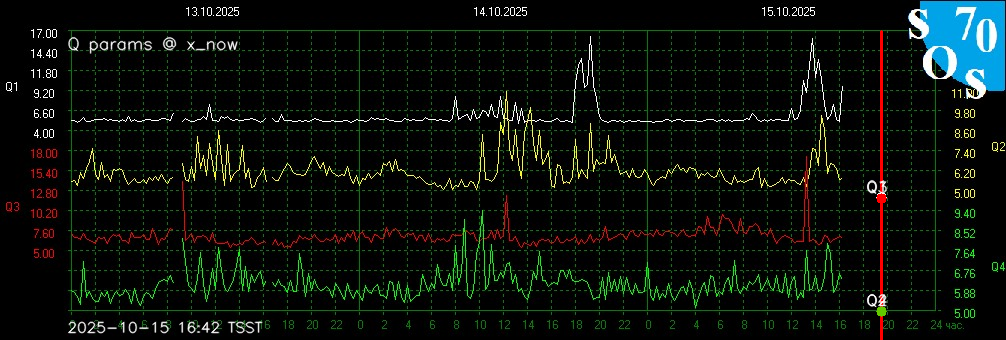 13.10.2025 14.10.2025 15.10.2025
SOS 70
Q params @ x_now
17.00
14.40
Q1 11.80
9.20 11.00
6.60 9.80
4.00 8.60 Q2
18.00 7.40
15.40 6.20
12.80 5.00
Q3 10.20 9.40
7.60 8.52
5.00 7.64
6.76 Q4
5.88
5.00
2025-10-15 16:42 TSST
18 20 22 0 2 4 6 8 10 12 14 16 18 20 22 0 2 4 6 8 10 12 14 16 18 20 22 24 час.